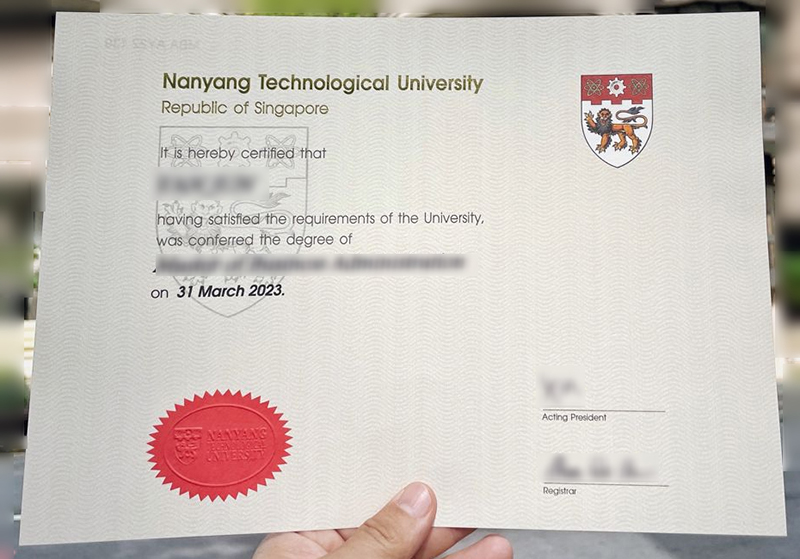 Nanyang Technological University
Republic of Singapore
It is hereby certified that
having satisfied the requirements of the University,
was conferred the degree of
on 31 March 2023.
Acting President
Registrar
NANYANG
TECHNOLOGICAL
UNIVERSITY